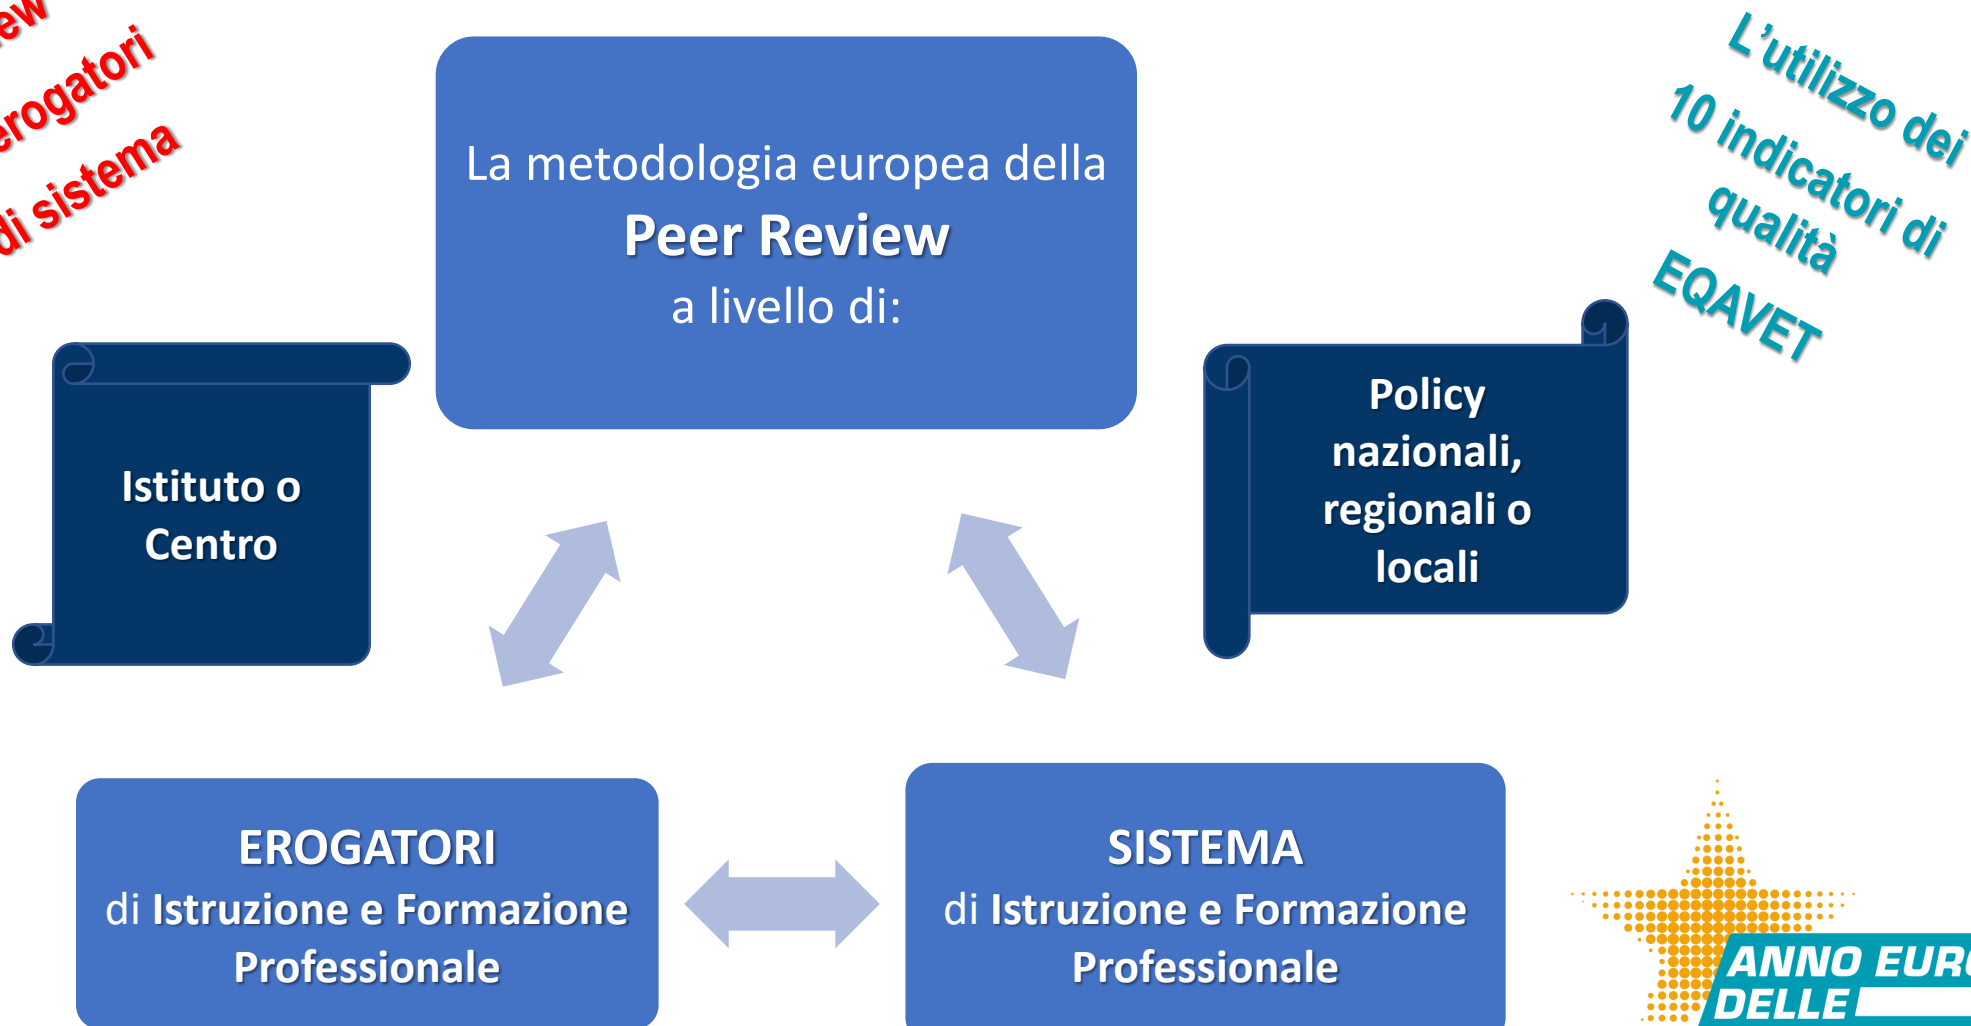 erogatori
di sistema
La metodologia europea della
Peer Review
a livello di:
L'utilizzo dei
10 indicatori di
qualità
EQAVET
Istituto o
Centro
Policy
nazionali,
regionali o
locali
EROGATORI
di Istruzione e Formazione
Professionale
SISTEMA
di Istruzione e Formazione
Professionale
ANNO
DELLE